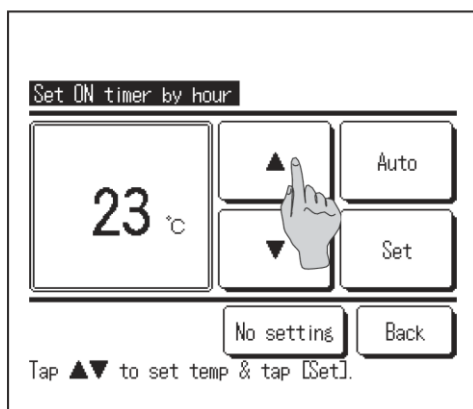 Set ON timer by hour
▲ Auto
23 °C
▼ Set
No setting Back
Tap ▲▼ to set temp & tap [Set].